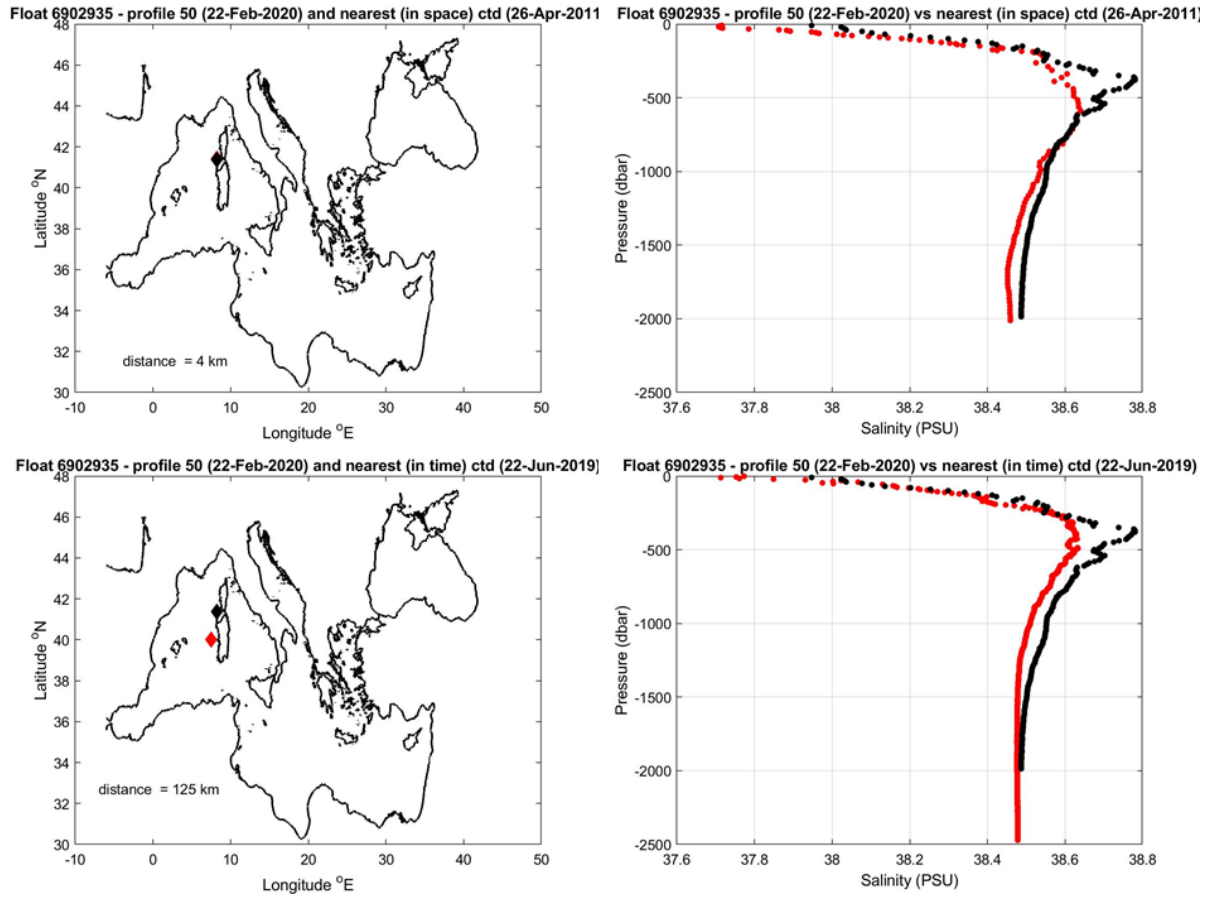 Float 6902935 - profile 50 (22-Feb-2020) and nearest (in space) ctd (26-Apr-2011
48
46
44
42
40
38
36
34
32
30
Latitude °N
distance = 4 km
-10 0 10 20 30 40 50
Longitude °E
Float 6902935 - profile 50 (22-Feb-2020) vs nearest (in space) ctd (26-Apr-2011)
0
-500
-1000
-1500
-2000
-2500
Pressure (dbar)
37.6 37.8 38 38.2 38.4 38.6 38.8
Salinity (PSU)
Float 6902935 - profile 50 (22-Feb-2020) and nearest (in time) ctd (22-Jun-2019)
48
46
44
42
40
38
36
34
32
30
Latitude °N
distance = 125 km
-10 0 10 20 30 40 50
Longitude °E
Float 6902935 - profile 50 (22-Feb-2020) vs nearest (in time) ctd (22-Jun-2019)
0
-500
-1000
-1500
-2000
-2500
Pressure (dbar)
37.6 37.8 38 38.2 38.4 38.6 38.8
Salinity (PSU)